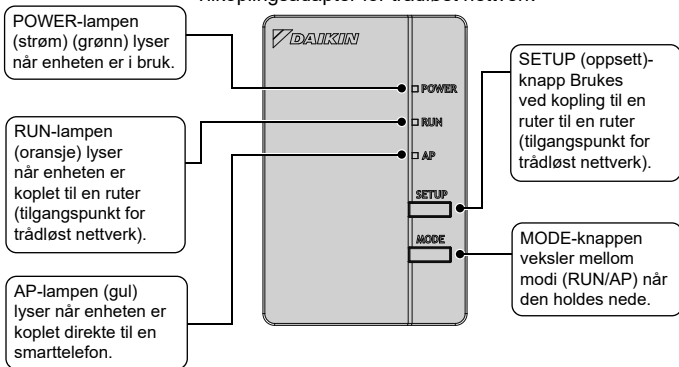 Tilkoplingsadapter for trådløst nettverk
POWER-lampen
(strøm) (grønn) lyser
når enheten er i bruk.
RUN-lampen
(oransje) lyser
når enheten er
koplet til en ruter
(tilgangspunkt for
trådløst nettverk).
AP-lampen (gul)
lyser når enheten er
koplet direkte til en
smarttelefon.
DAIKIN
POWER
RUN
AP
SETUP
MODE
SETUP (oppsett)-
knapp Brukes
ved kopling til en
ruter til en ruter
(tilgangspunkt for
trådløst nettverk).
MODE-knappen
veksler mellom
modi (RUN/AP) når
den holdes nede.